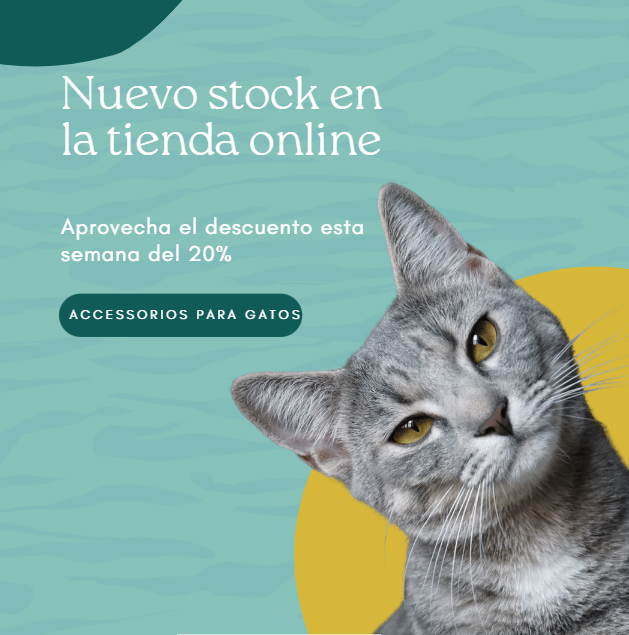 Nuevo stock en
la tienda online
Aprovecha el descuento esta
semana del 20%
ACCESSORIOS PARA GATOS